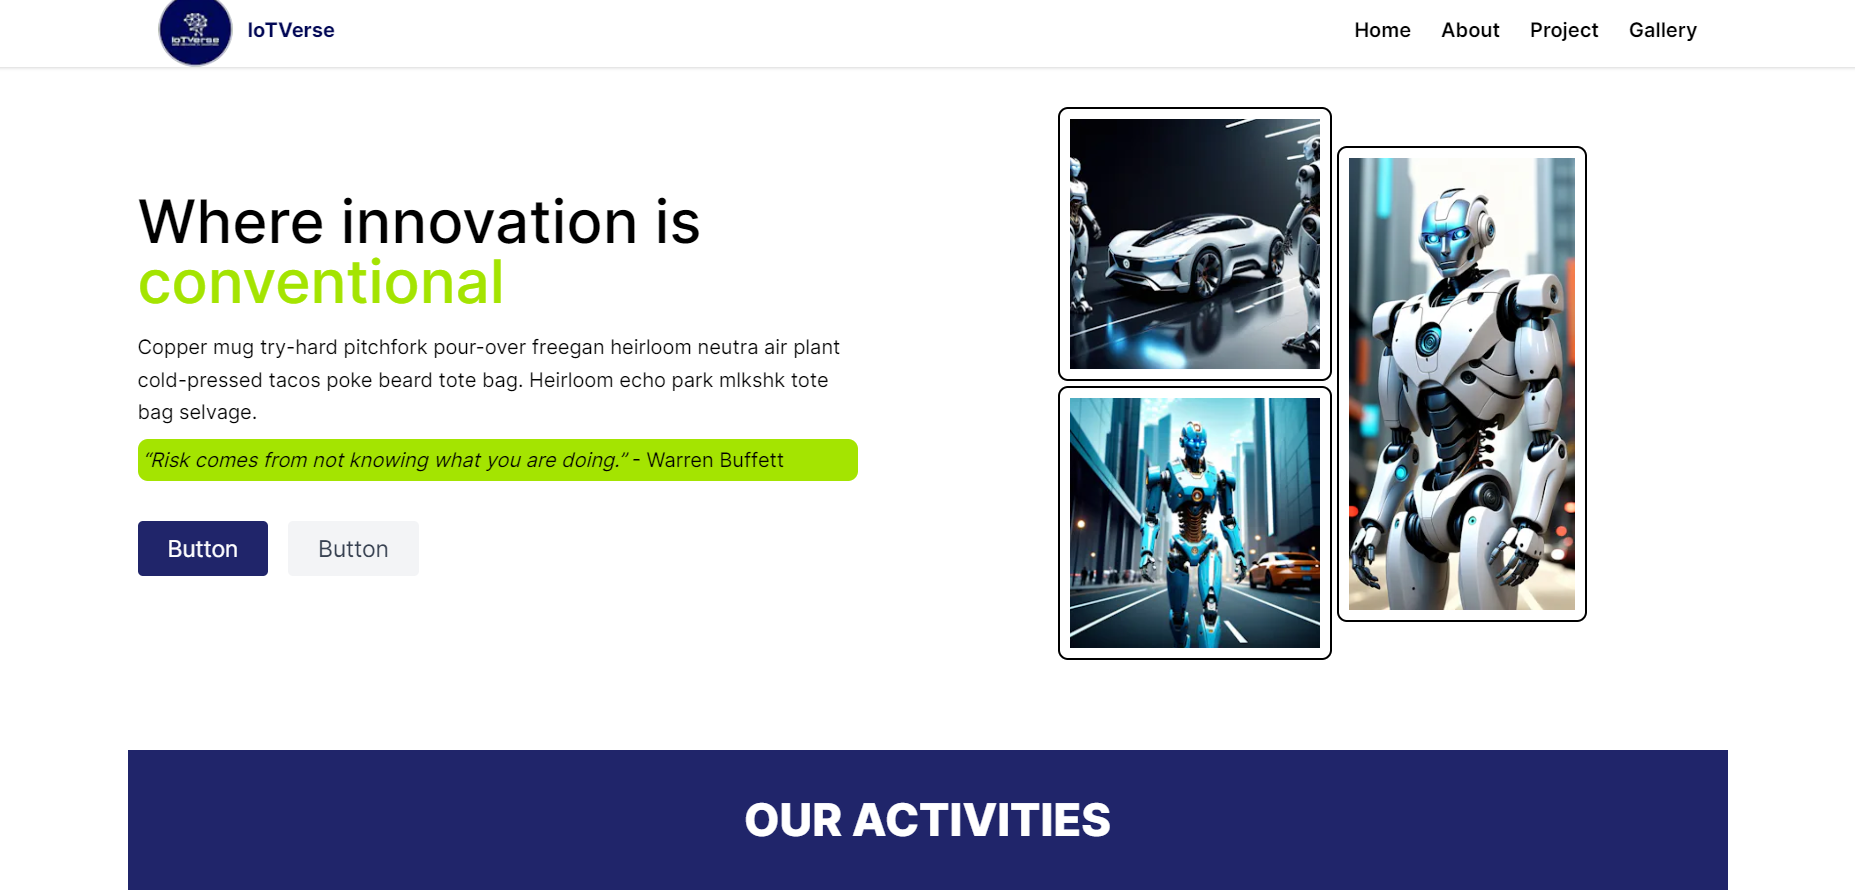 IoTVerse
IoTVerse
Home About Project Gallery
Where innovation is
conventional
Copper mug try-hard pitchfork pour-over freegan heirloom neutra air plant
cold-pressed tacos poke beard tote bag. Heirloom echo park mlkshk tote
bag selvage.
“Risk comes from not knowing what you are doing.” - Warren Buffett
Button Button
OUR ACTIVITIES